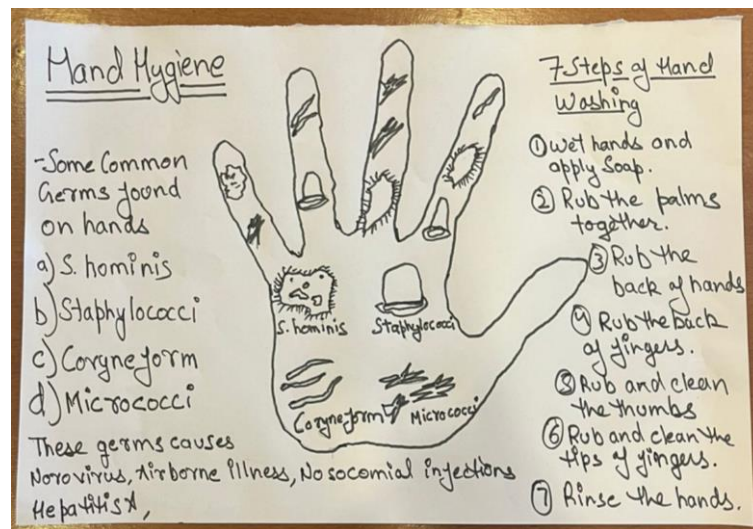 Hand Hygiene
-Some Common
Germs found
on hands
a) S. hominis
b) Staphylococci
c) Coryneform
d) Micrococci
These germs causes
Norovirus, Airborne illness, Nosocomial injections
Hepatitis A,
S. hominis
Staphylococci
Coryneform
Micrococci
7 Steps of Hand
Washing
① Wet hands and
apply Soap.
② Rub the palms
together.
③ Rub the
back of hands
④ Rub the back
of fingers.
⑤ Rub and clean
the thumbs
⑥ Rub and clean the
tips of fingers.
⑦ Rinse the hands.